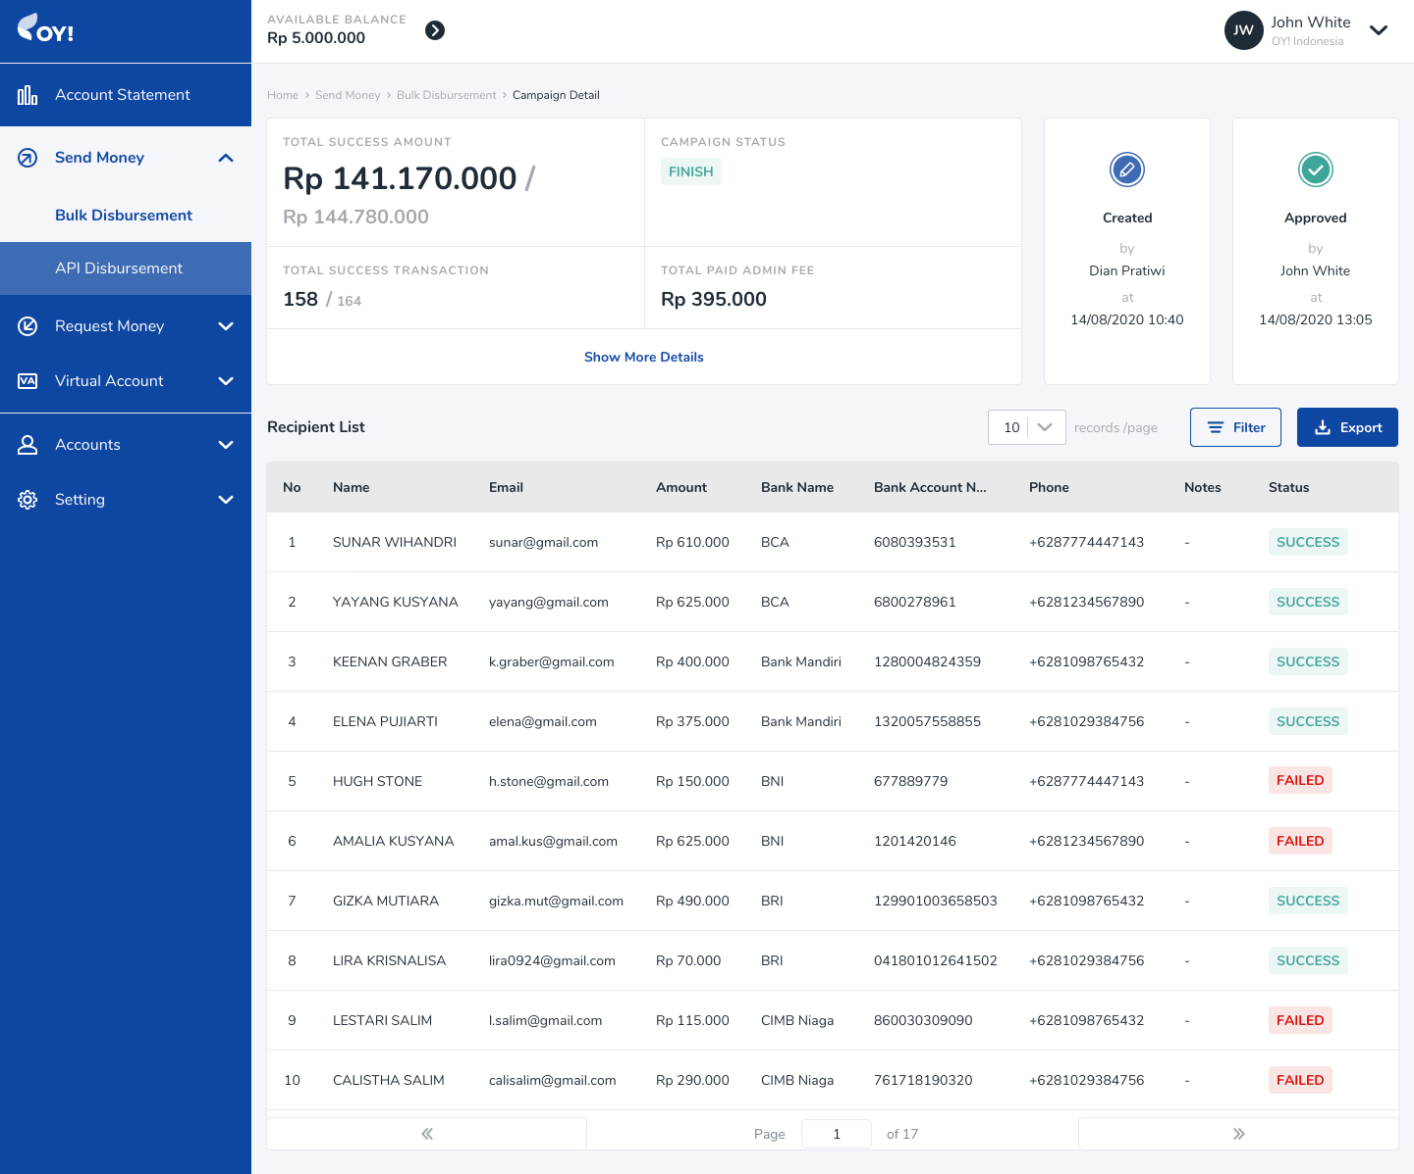 OY!
AVAILABLE BALANCE
Rp 5.000.000
JW
John White
OY! Indonesia
Account Statement
Send Money
Bulk Disbursement
API Disbursement
Request Money
VA Virtual Account
Accounts
Setting
Home > Send Money > Bulk Disbursement > Campaign Detail
TOTAL SUCCESS AMOUNT
Rp 141.170.000 /
Rp 144.780.000
CAMPAIGN STATUS
FINISH
TOTAL SUCCESS TRANSACTION
158 / 164
TOTAL PAID ADMIN FEE
Rp 395.000
Show More Details
Created
by
Dian Pratiwi
at
14/08/2020 10:40
Approved
by
John White
at
14/08/2020 13:05
Recipient List
10 records /page
Filter
Export
No Name Email Amount Bank Name Bank Account N... Phone Notes Status
1 SUNAR WIHANDRI sunar@gmail.com Rp 610.000 BCA 6080393531 +6287774447143 - SUCCESS
2 YAYANG KUSYANA yayang@gmail.com Rp 625.000 BCA 6800278961 +6281234567890 - SUCCESS
3 KEENAN GRABER k.graber@gmail.com Rp 400.000 Bank Mandiri 1280004824359 +6281098765432 - SUCCESS
4 ELENA PUJIARTI elena@gmail.com Rp 375.000 Bank Mandiri 1320057558855 +6281029384756 - SUCCESS
5 HUGH STONE h.stone@gmail.com Rp 150.000 BNI 677889779 +6287774447143 - FAILED
6 AMALIA KUSYANA amal.kus@gmail.com Rp 625.000 BNI 1201420146 +6281234567890 - FAILED
7 GIZKA MUTIARA gizka.mut@gmail.com Rp 490.000 BRI 129901003658503 +6281098765432 - SUCCESS
8 LIRA KRISNALISA lira0924@gmail.com Rp 70.000 BRI 041801012641502 +6281029384756 - SUCCESS
9 LESTARI SALIM l.salim@gmail.com Rp 115.000 CIMB Niaga 860030309090 +6281098765432 - FAILED
10 CALISTHA SALIM calisalim@gmail.com Rp 290.000 CIMB Niaga 761718190320 +6281029384756 - FAILED
« Page 1 of 17 »